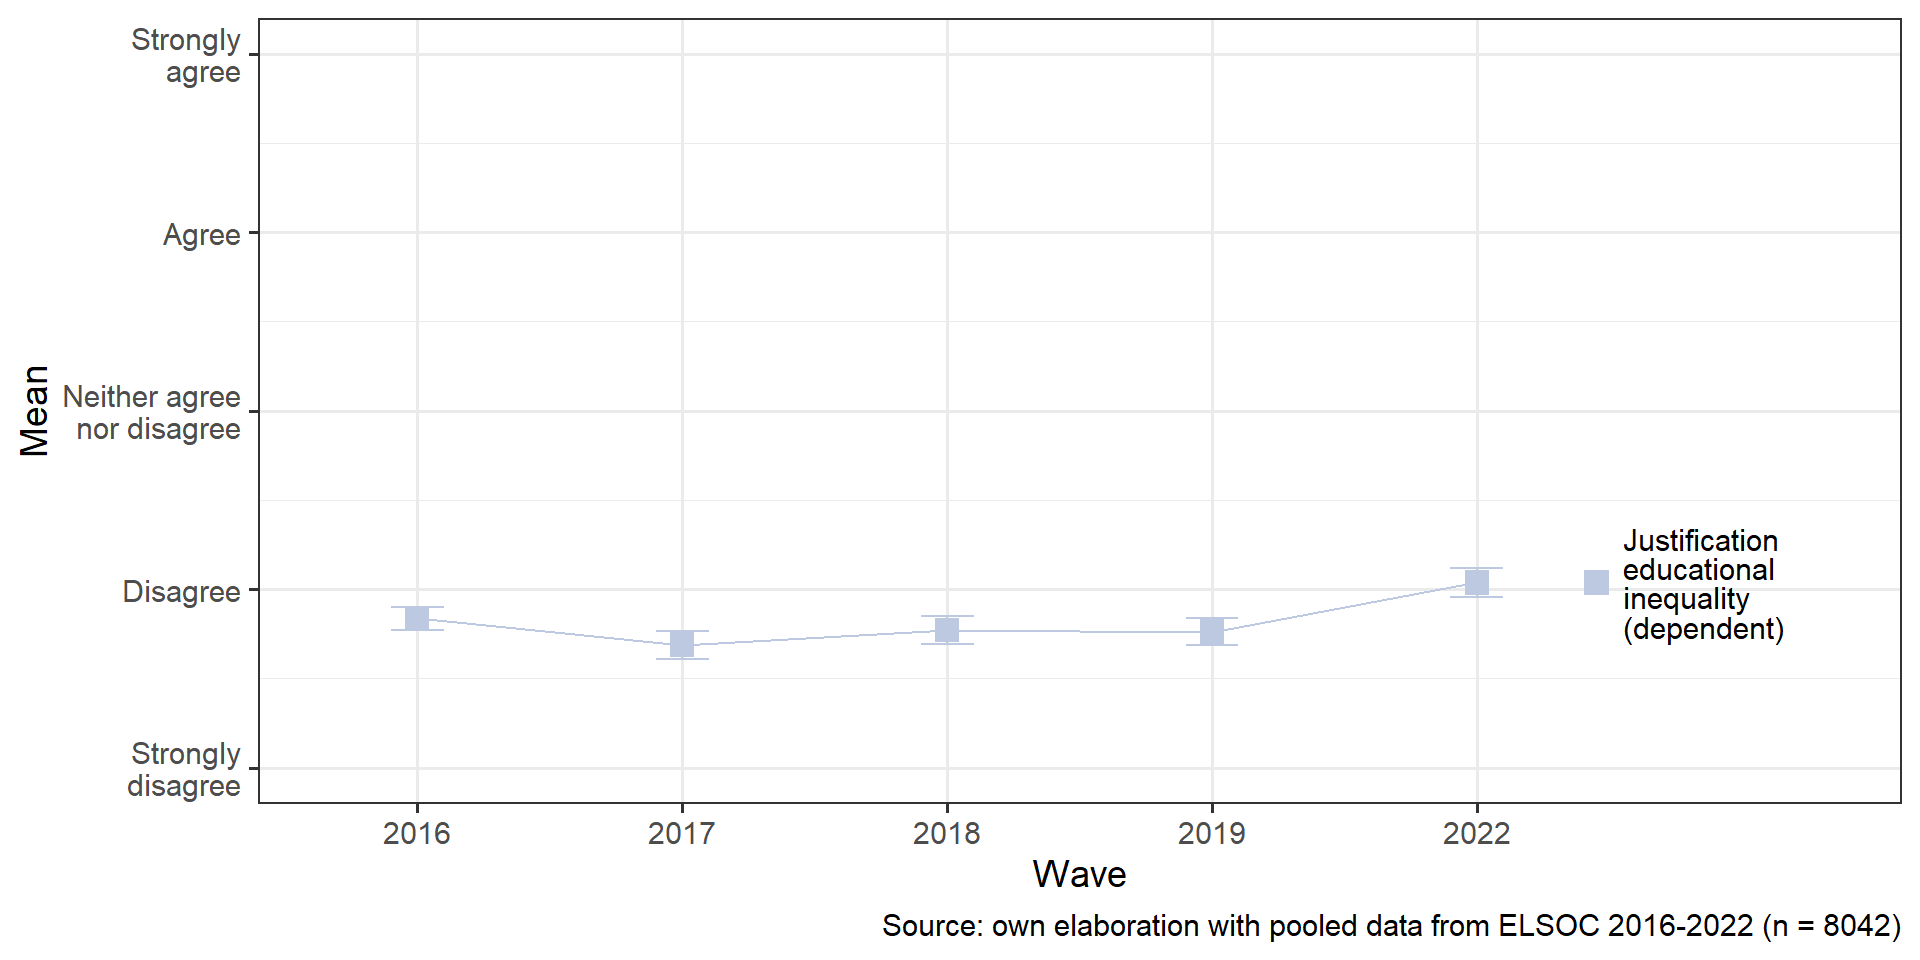 Strongly
agree
Agree
Neither agree
nor disagree
Disagree
Strongly
disagree
Mean
Justification
educational
inequality
(dependent)
2016
2017
2018
2019
2022
Wave
Source: own elaboration with pooled data from ELSOC 2016-2022 (n = 8042)